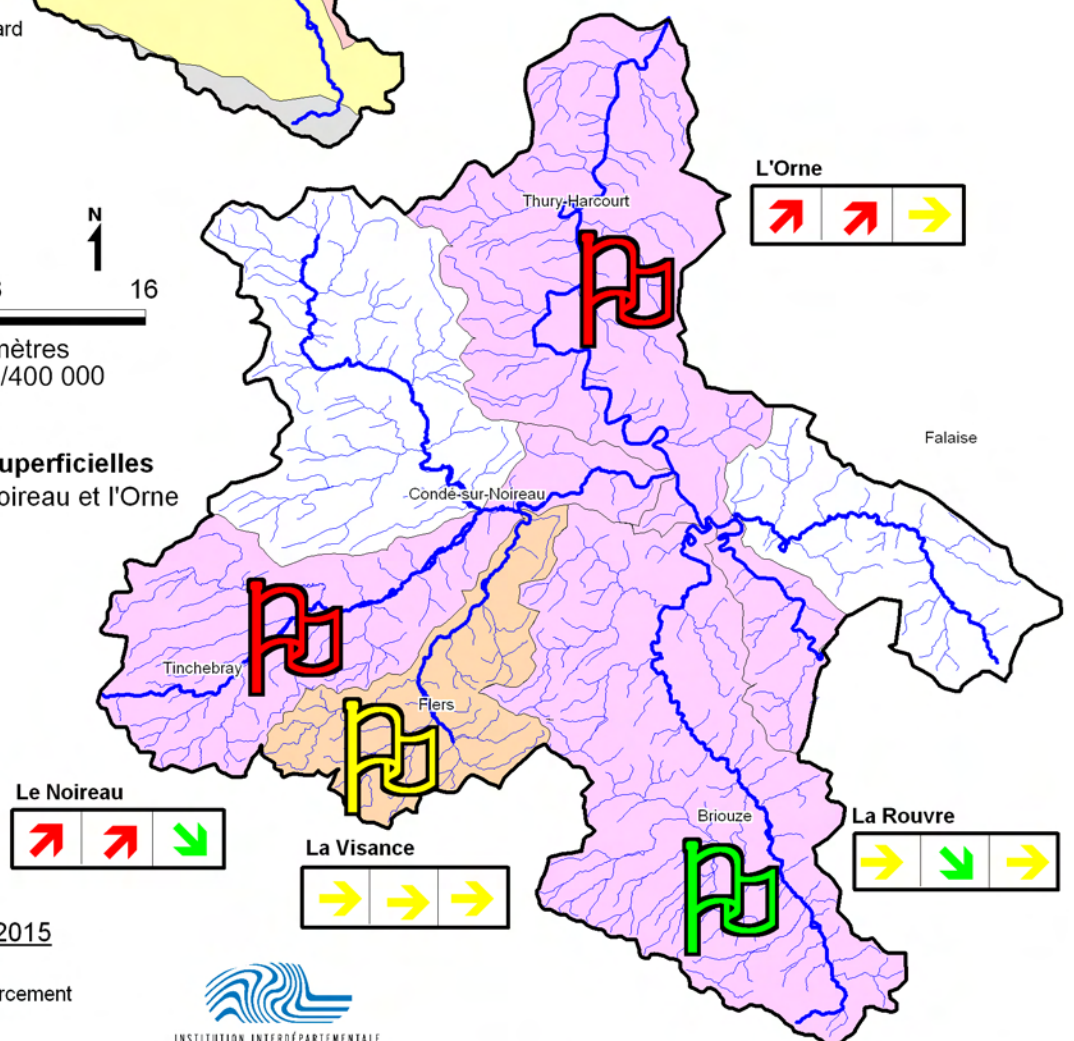 ard
L'Orne
Thury-Harcourt
N
16
mètres
/400 000
Falaise
uperficielles
oireau et l'Orne
Condé-sur-Noireau
Tinchebray
Flers
Le Noireau
Briouze
La Rouvre
La Visance
2015
rcement
INSTITUTION INTERDÉPARTEMENTALE